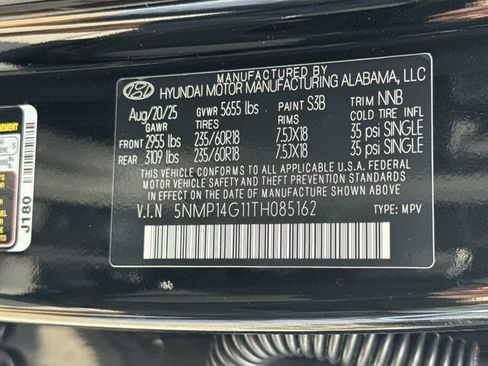 MANUFACTURED BY
HYUNDAI MOTOR MANUFACTURING ALABAMA, LLC
Aug/20/25 GVWR 5655 lbs PAINT S3B TRIM NNB
GAWR TIRES RIMS COLD TIRE INFL
FRONT 2955 lbs 235/60R18 7.5JX18 35 psi SINGLE
REAR 3109 lbs 235/60R18 7.5JX18 35 psi SINGLE
THIS VEHICLE CONFORMS TO ALL APPLICABLE U.S.A. FEDERAL
MOTOR VEHICLE SAFETY, BUMPER, AND THEFT PREVENTION
STANDARDS IN EFFECT ON THE DATE OF MANUFACTURE SHOWN ABOVE.
V.I.N 5NMP14G11TH085162 TYPE: MPV
J180